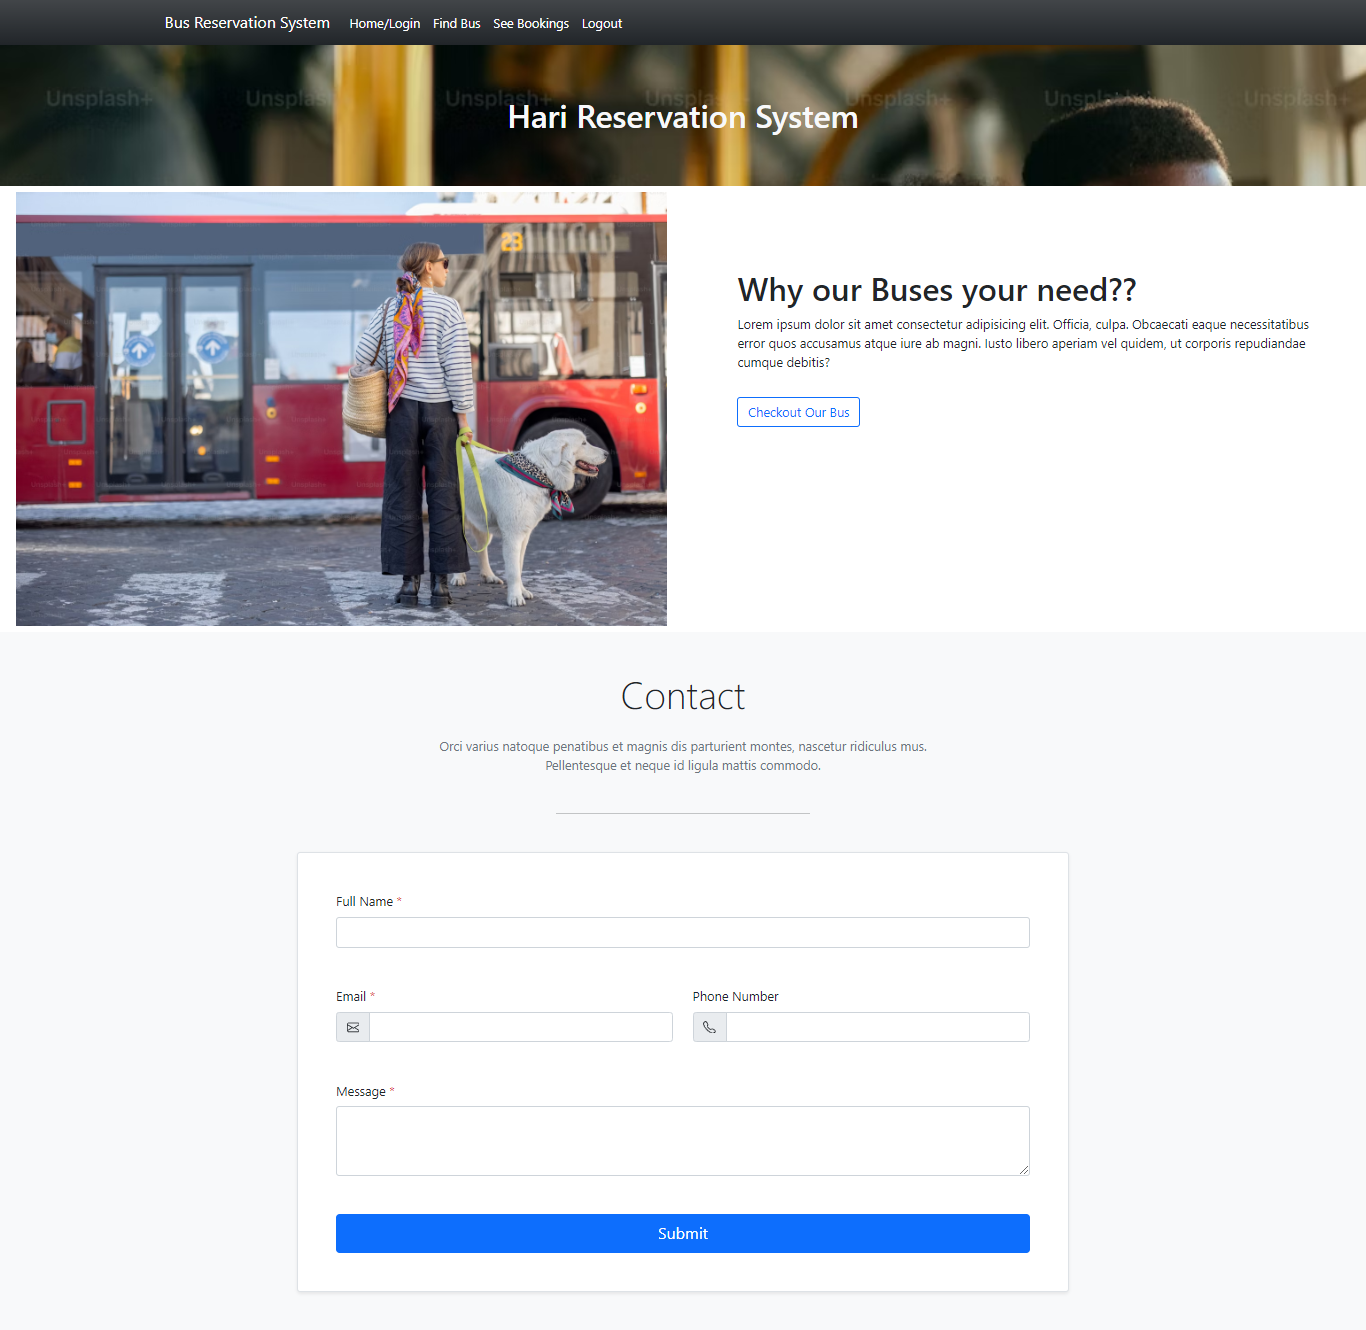 Bus Reservation System Home/Login Find Bus See Bookings Logout
Unsplash+ Unsplash+ Unsplash+ Unsplash+ Unsplash+ Unsplash+ Unsplash+
Hari Reservation System
23
Why our Buses your need??
Lorem ipsum dolor sit amet consectetur adipisicing elit. Officia, culpa. Obcaecati eaque necessitatibus
error quos accusamus atque iure ab magni. Iusto libero aperiam vel quidem, ut corporis repudiandae
cumque debitis?
Checkout Our Bus
Contact
Orci varius natoque penatibus et magnis dis parturient montes, nascetur ridiculus mus.
Pellentesque et neque id ligula mattis commodo.
Full Name *
Email *
Phone Number
Message *
Submit